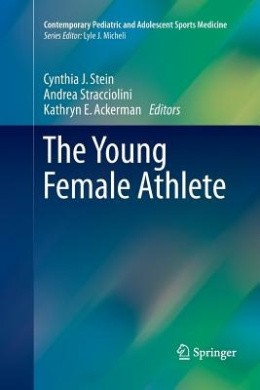 Contemporary Pediatric and Adolescent Sports Medicine
Series Editor: Lyle J. Micheli
Cynthia J. Stein
Andrea Stracciolini
Kathryn E. Ackerman Editors
The Young
Female Athlete
Springer